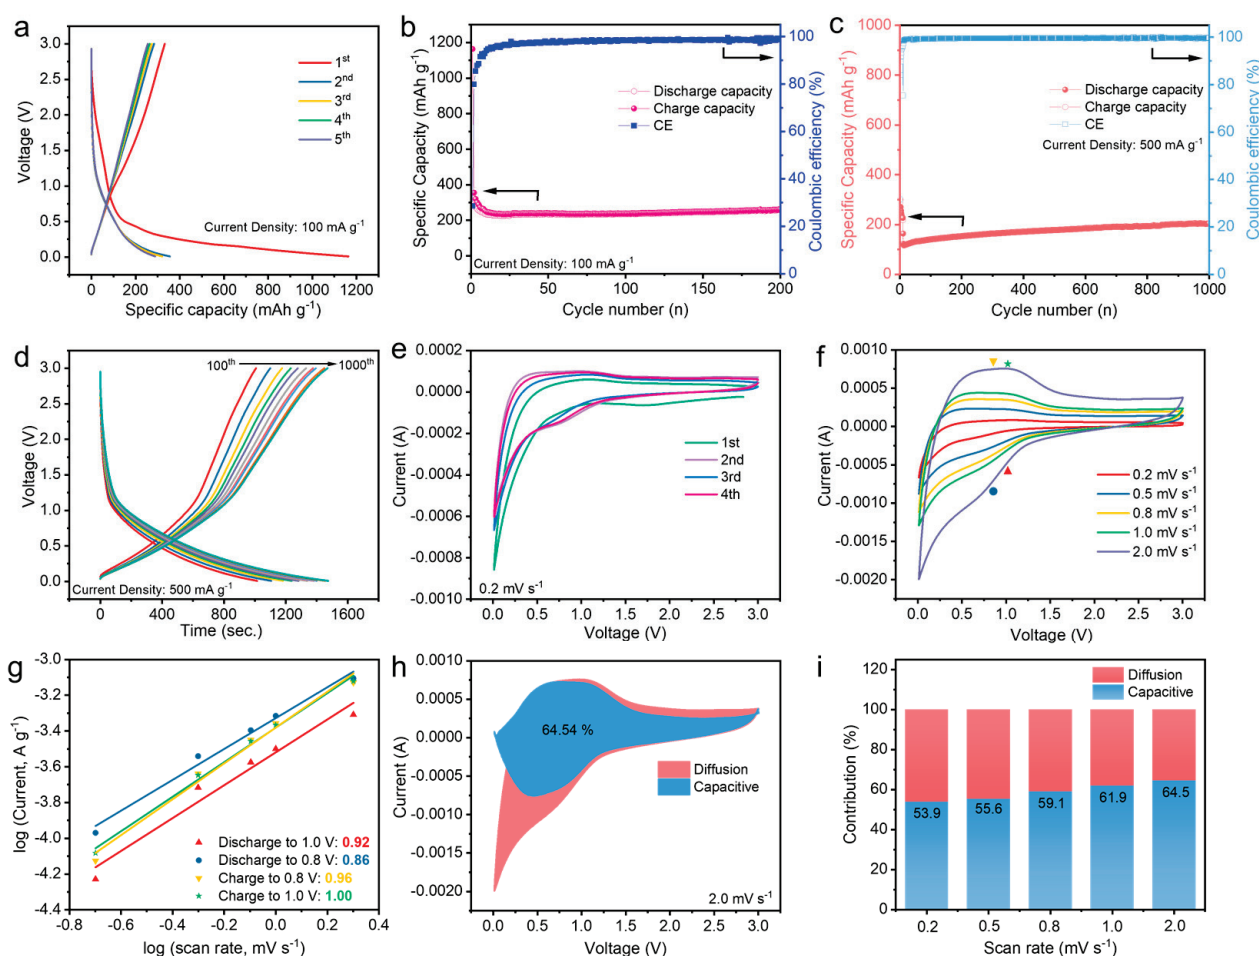 a
3.0
2.5
2.0
1.5
1.0
0.5
0.0
Voltage (V)
1st
2nd
3rd
4th
5th
Current Density: 100 mA g-1
0 200 400 600 800 1000 1200
Specific capacity (mAh g-1)
b
1200
1000
800
600
400
200
0
Specific Capacity (mAh g-1)
Discharge capacity
Charge capacity
CE
Current Density: 100 mA g-1
100
80
60
40
20
0
Coulombic efficiency (%)
0 50 100 150 200
Cycle number (n)
c
1000
900
800
700
600
500
400
300
200
100
0
Specific Capacity (mAh g-1)
Discharge capacity
Charge capacity
CE
Current Density: 500 mA g-1
100
80
60
40
20
0
Coulombic efficiency (%)
0 200 400 600 800 1000
Cycle number (n)
d
3.0
2.5
2.0
1.5
1.0
0.5
0.0
Voltage (V)
100th 1000th
Current Density: 500 mA g-1
0 400 800 1200 1600
Time (sec.)
e
0.0002
0.0000
-0.0002
-0.0004
-0.0006
-0.0008
-0.0010
Current (A)
1st
2nd
3rd
4th
0.2 mV s-1
0.0 0.5 1.0 1.5 2.0 2.5 3.0
Voltage (V)
f
0.0010
0.0005
0.0000
-0.0005
-0.0010
-0.0015
-0.0020
Current (A)
0.2 mV s-1
0.5 mV s-1
0.8 mV s-1
1.0 mV s-1
2.0 mV s-1
0.0 0.5 1.0 1.5 2.0 2.5 3.0
Voltage (V)
g
-3.0
-3.2
-3.4
-3.6
-3.8
-4.0
-4.2
-4.4
log (Current, A g-1)
Discharge to 1.0 V: 0.92
Discharge to 0.8 V: 0.86
Charge to 0.8 V: 0.96
Charge to 1.0 V: 1.00
-0.8 -0.6 -0.4 -0.2 0.0 0.2 0.4
log (scan rate, mV s-1)
h
0.0010
0.0005
0.0000
-0.0005
-0.0010
-0.0015
-0.0020
Current (A)
64.54 %
Diffusion
Capacitive
2.0 mV s-1
0.0 0.5 1.0 1.5 2.0 2.5 3.0
Voltage (V)
i
120
100
80
60
40
20
0
Contribution (%)
Diffusion
Capacitive
53.9 55.6 59.1 61.9 64.5
0.2 0.5 0.8 1.0 2.0
Scan rate (mV s-1)